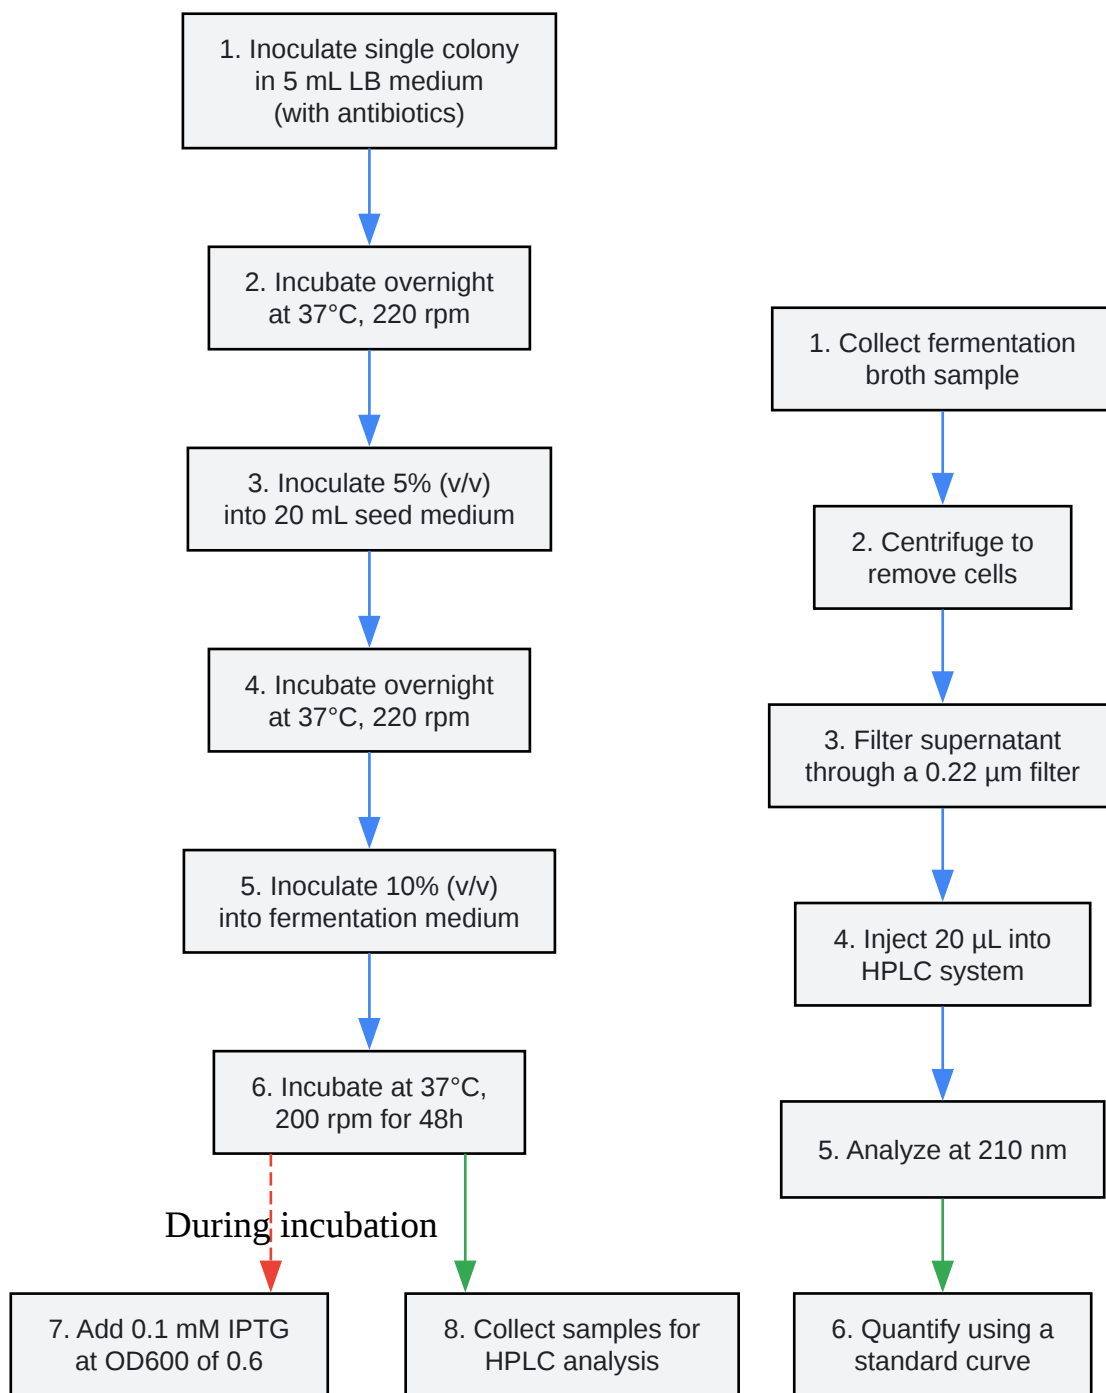 1. Inoculate single colony
in 5 mL LB medium
(with antibiotics)
2. Incubate overnight
at 37°C, 220 rpm
3. Inoculate 5% (v/v)
into 20 mL seed medium
4. Incubate overnight
at 37°C, 220 rpm
5. Inoculate 10% (v/v)
into fermentation medium
6. Incubate at 37°C,
200 rpm for 48h
During incubation
7. Add 0.1 mM IPTG
at OD600 of 0.6
8. Collect samples for
HPLC analysis
1. Collect fermentation
broth sample
2. Centrifuge to
remove cells
3. Filter supernatant
through a 0.22 µm filter
4. Inject 20 µL into
HPLC system
5. Analyze at 210 nm
6. Quantify using a
standard curve